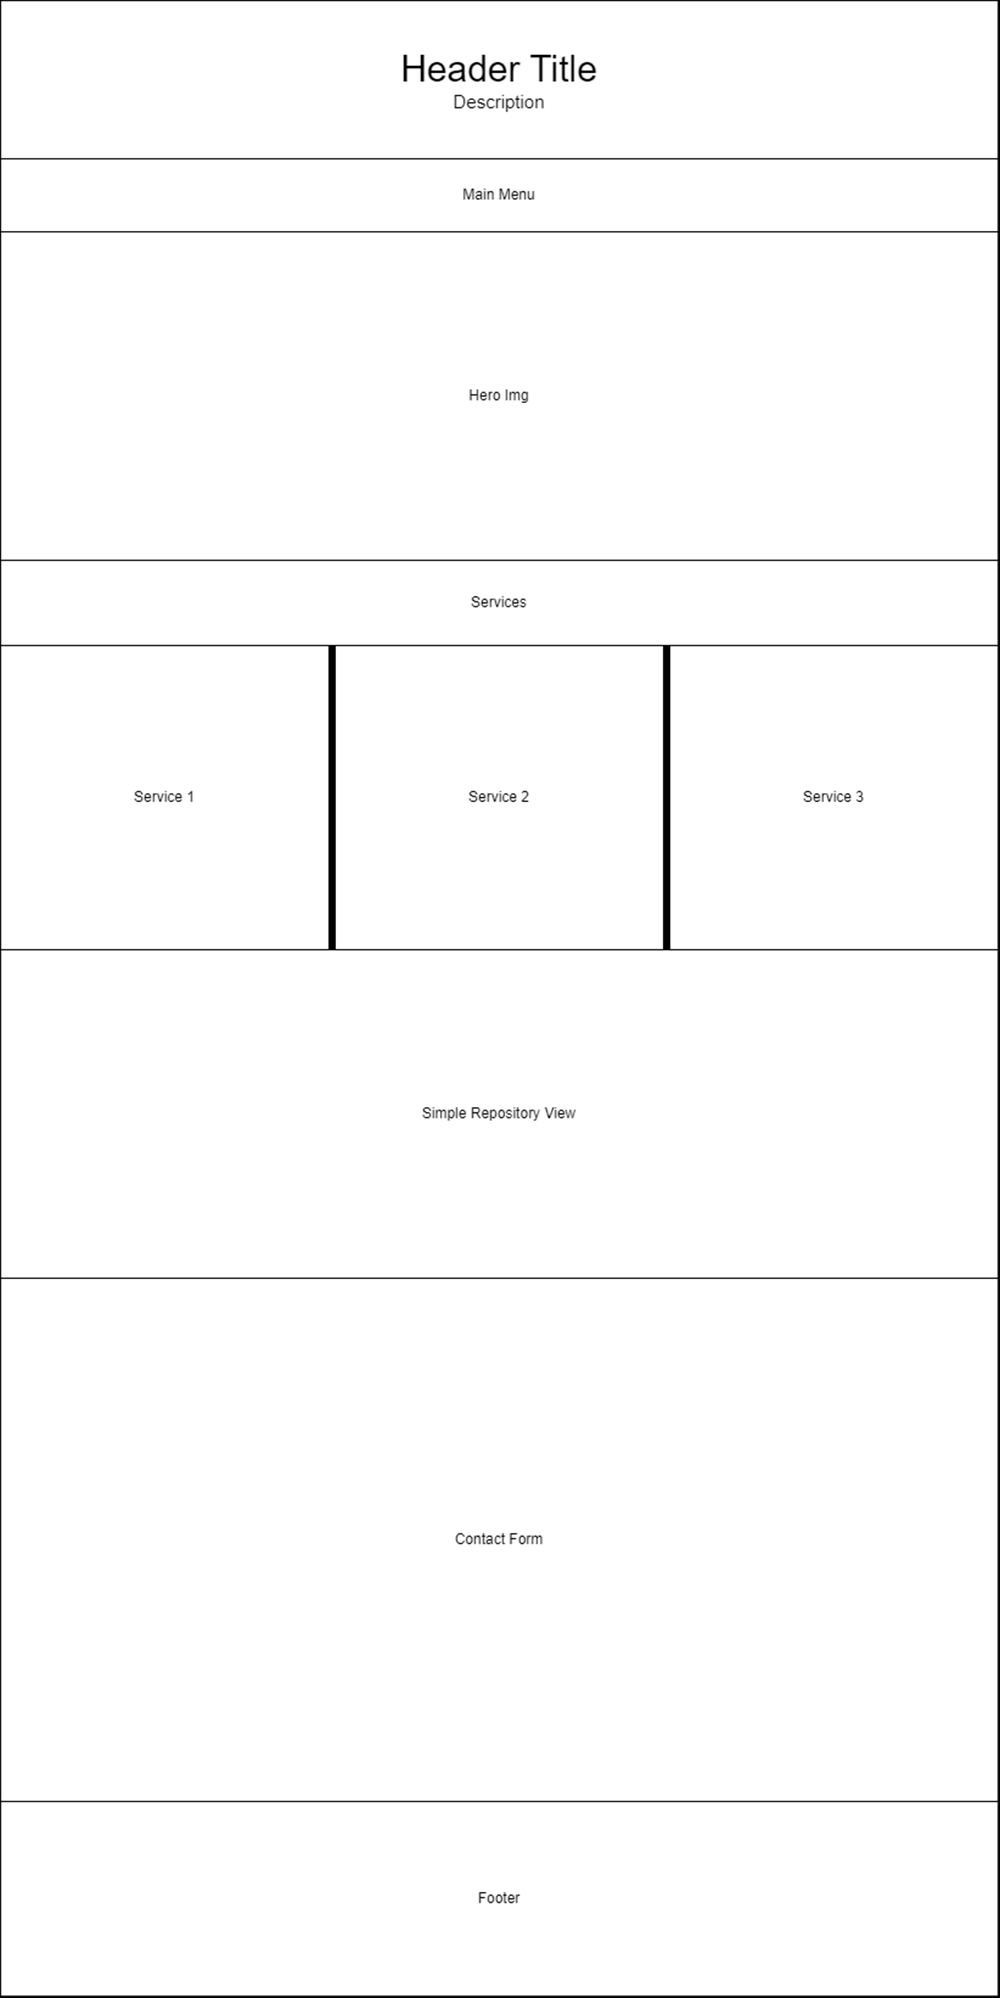 Header Title
Description
Main Menu
Hero Img
Services
Service 1
Service 2
Service 3
Simple Repository View
Contact Form
Footer